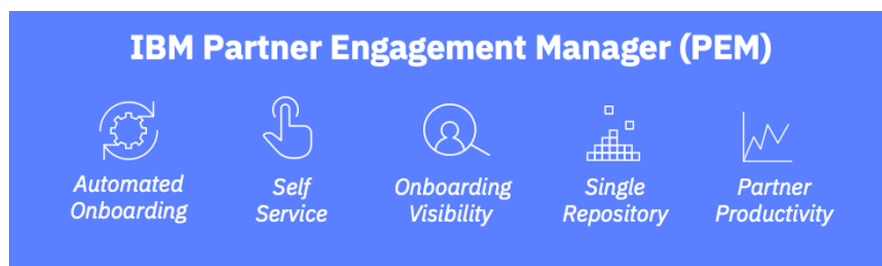 IBM Partner Engagement Manager (PEM)
Automated
Onboarding
Self
Service
Onboarding
Visibility
Single
Repository
Partner
Productivity